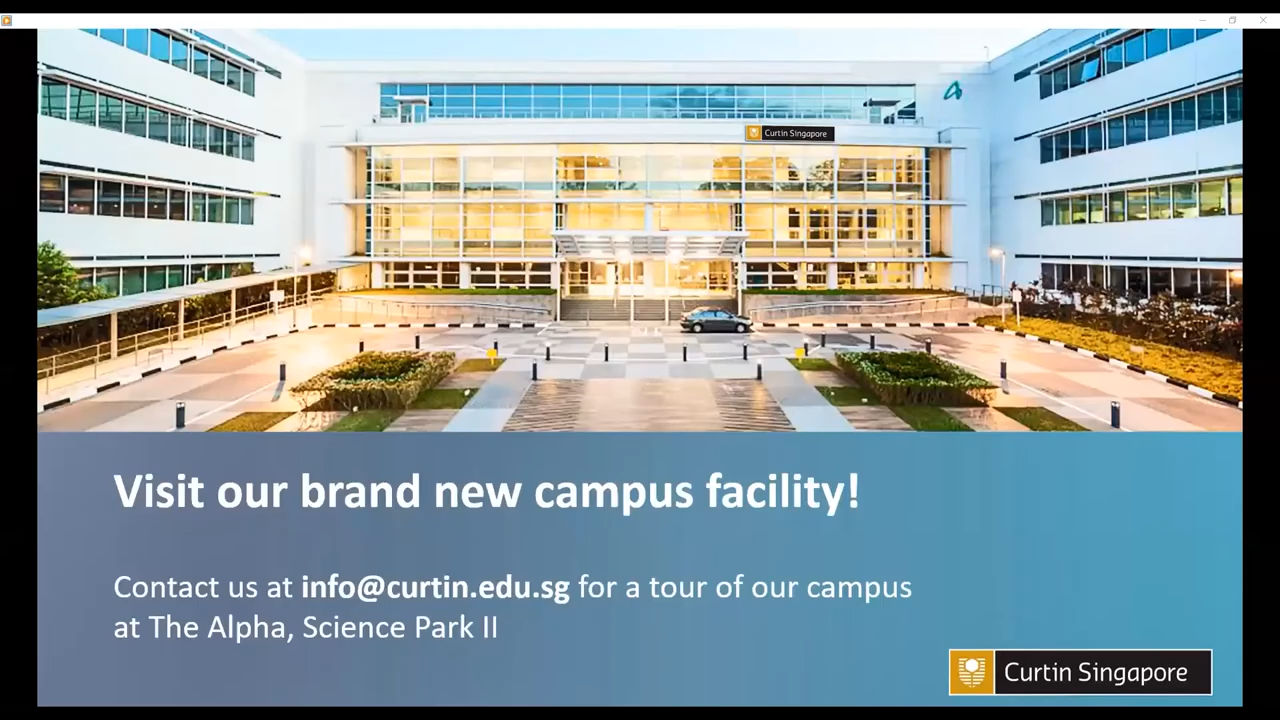 Curtin Singapore
Visit our brand new campus facility!
Contact us at info@curtin.edu.sg for a tour of our campus
at The Alpha, Science Park II
Curtin Singapore